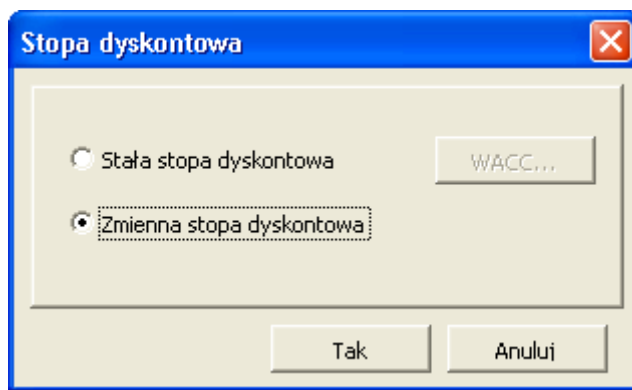 Stopa dyskontowa
Stała stopa dyskontowa
WACC...
Zmienna stopa dyskontowa
Tak
Anuluj